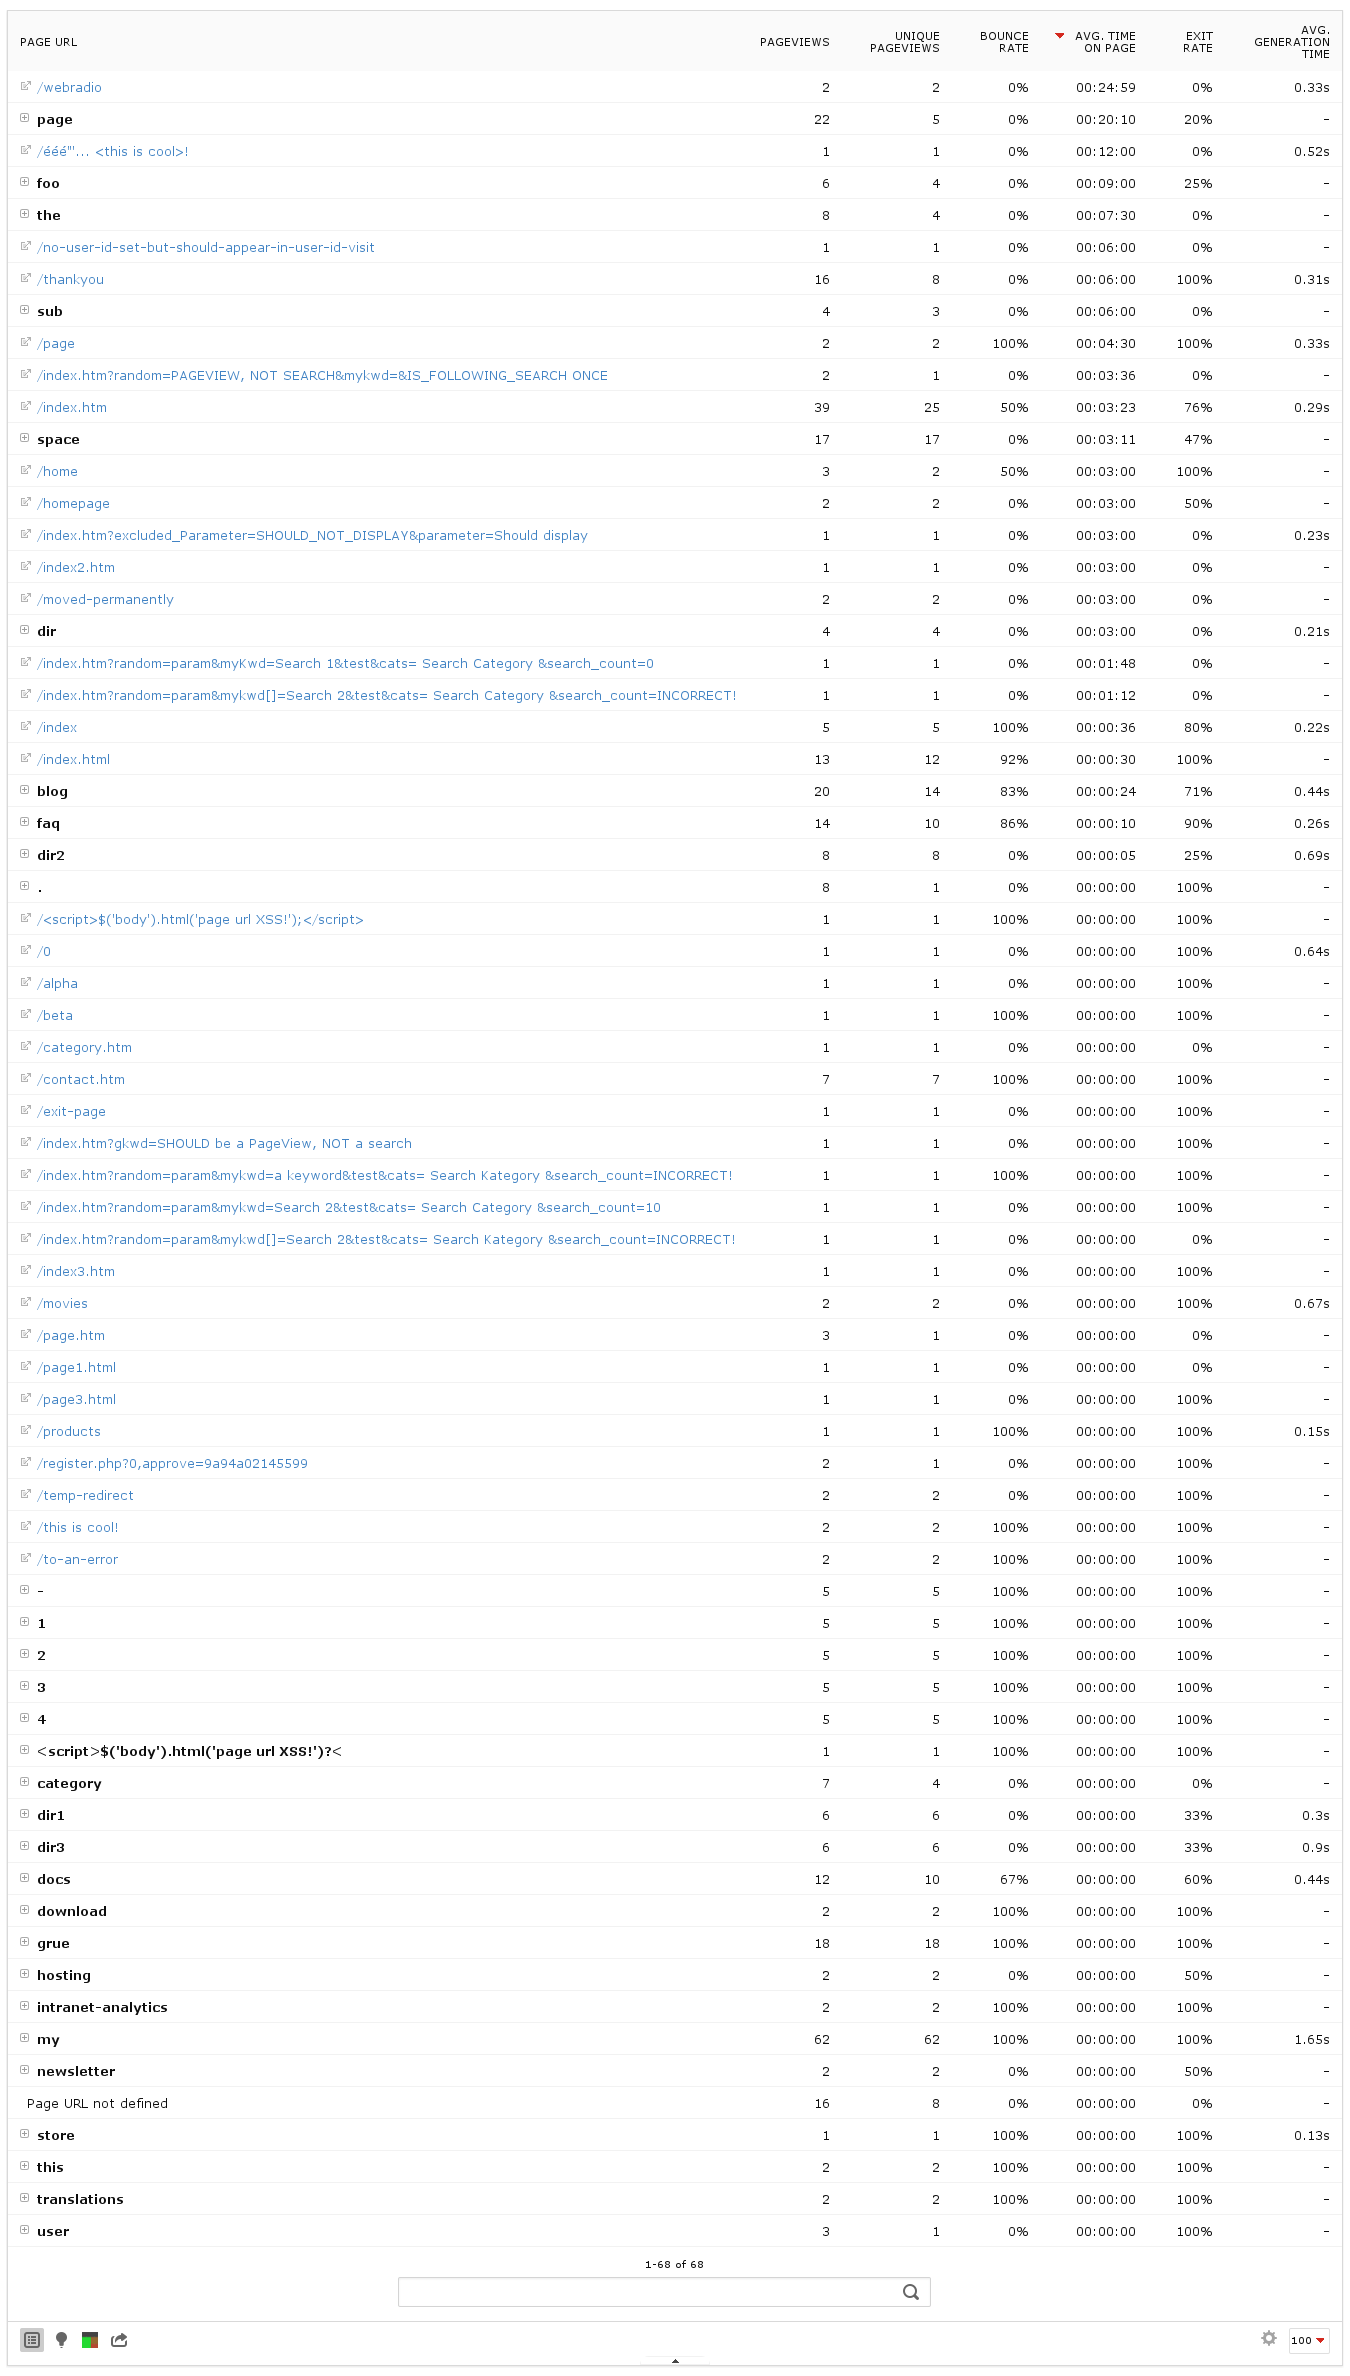 PAGE URL PAGEVIEWS UNIQUE PAGEVIEWS BOUNCE RATE AVG. TIME ON PAGE EXIT RATE AVG. GENERATION TIME
/webradio 2 2 0% 00:24:59 0% 0.33s
page 22 5 0% 00:20:10 20% -
/ééé"'... <this is cool>! 1 1 0% 00:12:00 0% 0.52s
foo 6 4 0% 00:09:00 25% -
the 8 4 0% 00:07:30 0% -
/no-user-id-set-but-should-appear-in-user-id-visit 1 1 0% 00:06:00 0% -
/thankyou 16 8 0% 00:06:00 100% 0.31s
sub 4 3 0% 00:06:00 0% -
/page 2 2 100% 00:04:30 100% 0.33s
/index.htm?random=PAGEVIEW, NOT SEARCH&mykwd=&IS_FOLLOWING_SEARCH ONCE 2 1 0% 00:03:36 0% -
/index.htm 39 25 50% 00:03:23 76% 0.29s
space 17 17 0% 00:03:11 47% -
/home 3 2 50% 00:03:00 100% -
/homepage 2 2 0% 00:03:00 50% -
/index.htm?excluded_Parameter=SHOULD_NOT_DISPLAY&parameter=Should display 1 1 0% 00:03:00 0% 0.23s
/index2.htm 1 1 0% 00:03:00 0% -
/moved-permanently 2 2 0% 00:03:00 0% -
dir 4 4 0% 00:03:00 0% 0.21s
/index.htm?random=param&myKwd=Search 1&test&cats= Search Category &search_count=0 1 1 0% 00:01:48 0% -
/index.htm?random=param&mykwd[]=Search 2&test&cats= Search Category &search_count=INCORRECT! 1 1 0% 00:01:12 0% -
/index 5 5 100% 00:00:36 80% 0.22s
/index.html 13 12 92% 00:00:30 100% -
blog 20 14 83% 00:00:24 71% 0.44s
faq 14 10 86% 00:00:10 90% 0.26s
dir2 8 8 0% 00:00:05 25% 0.69s
. 8 1 0% 00:00:00 100% -
/<script>$('body').html('page url XSS!');</script> 1 1 100% 00:00:00 100% -
/0 1 1 0% 00:00:00 100% 0.64s
/alpha 1 1 0% 00:00:00 100% -
/beta 1 1 100% 00:00:00 100% -
/category.htm 1 1 0% 00:00:00 0% -
/contact.htm 7 7 100% 00:00:00 100% -
/exit-page 1 1 0% 00:00:00 100% -
/index.htm?gkwd=SHOULD be a PageView, NOT a search 1 1 0% 00:00:00 100% -
/index.htm?random=param&mykwd=a keyword&test&cats= Search Kategory &search_count=INCORRECT! 1 1 100% 00:00:00 100% -
/index.htm?random=param&mykwd=Search 2&test&cats= Search Category &search_count=10 1 1 0% 00:00:00 100% -
/index.htm?random=param&mykwd[]=Search 2&test&cats= Search Kategory &search_count=INCORRECT! 1 1 0% 00:00:00 0% -
/index3.htm 1 1 0% 00:00:00 100% -
/movies 2 2 0% 00:00:00 100% 0.67s
/page.htm 3 1 0% 00:00:00 0% -
/page1.html 1 1 0% 00:00:00 0% -
/page3.html 1 1 0% 00:00:00 100% -
/products 1 1 100% 00:00:00 100% 0.15s
/register.php?0,approve=9a94a02145599 2 1 0% 00:00:00 100% -
/temp-redirect 2 2 0% 00:00:00 100% -
/this is cool! 2 2 100% 00:00:00 100% -
/to-an-error 2 2 100% 00:00:00 100% -
- 5 5 100% 00:00:00 100% -
1 5 5 100% 00:00:00 100% -
2 5 5 100% 00:00:00 100% -
3 5 5 100% 00:00:00 100% -
4 5 5 100% 00:00:00 100% -
<script>$('body').html('page url XSS!')?< 1 1 100% 00:00:00 100% -
category 7 4 0% 00:00:00 0% -
dir1 6 6 0% 00:00:00 33% 0.3s
dir3 6 6 0% 00:00:00 33% 0.9s
docs 12 10 67% 00:00:00 60% 0.44s
download 2 2 100% 00:00:00 100% -
grue 18 18 100% 00:00:00 100% -
hosting 2 2 0% 00:00:00 50% -
intranet-analytics 2 2 100% 00:00:00 100% -
my 62 62 100% 00:00:00 100% 1.65s
newsletter 2 2 0% 00:00:00 50% -
Page URL not defined 16 8 0% 00:00:00 0% -
store 1 1 100% 00:00:00 100% 0.13s
this 2 2 100% 00:00:00 100% -
translations 2 2 100% 00:00:00 100% -
user 3 1 0% 00:00:00 100% -
1-68 of 68
100